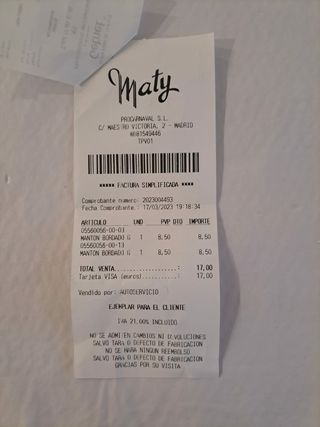 Maty
PROCARNAVAL S.L.
C/ MAESTRO VICTORIA, 2 - MADRID
TPV01
***** FACTURA SIMPLIFICADA *****
Comprobante numero: 2023004493
Fecha Comprobante.: 17/03/2023 19:18:34
ARTICULO UND PVP DTO IMPORTE
05560056-00-03
MANTON BORDADO G 1 8,50 8,50
05560056-00-13
MANTON BORDADO G 1 8,50 8,50
TOTAL VENTA....................: 17,00
Tarjeta VISA (euros)...........: 17,00
Vendido por: AUTOSERVICIO
EJEMPLAR PARA EL CLIENTE
IVA 21.00% INCLUIDO
NO SE ADMITEN CAMBIOS NI DEVOLUCIONES
SALVO TARA O DEFECTO DE FABRICACION
NO SE HARA NINGUN REEMBOLSO
SALVO TARA O DEFECTO DE FABRICACION
GRACIAS POR SU VISITA